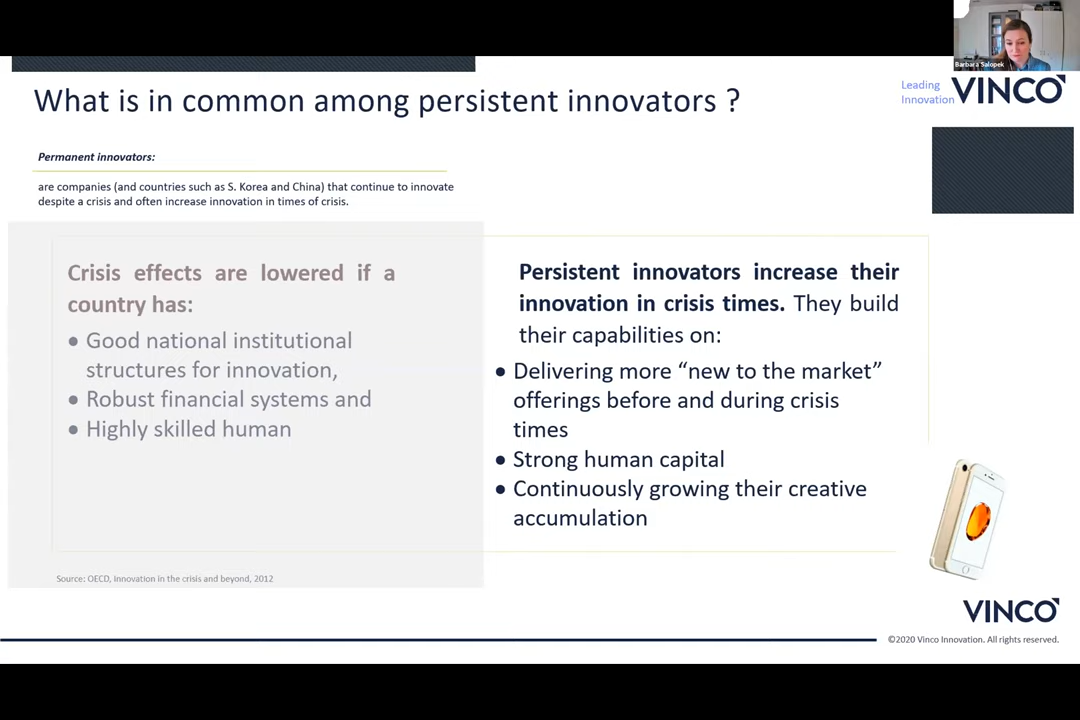 Barbara Salopek
Leading
Innovation
VINCO
What is in common among persistent innovators ?
Permanent innovators:
are companies (and countries such as S. Korea and China) that continue to innovate
despite a crisis and often increase innovation in times of crisis.
Crisis effects are lowered if a
country has:
● Good national institutional
structures for innovation,
● Robust financial systems and
● Highly skilled human
Source: OECD, Innovation in the crisis and beyond, 2012
Persistent innovators increase their
innovation in crisis times. They build
their capabilities on:
● Delivering more “new to the market”
offerings before and during crisis
times
● Strong human capital
● Continuously growing their creative
accumulation
VINCO
©2020 Vinco Innovation. All rights reserved.